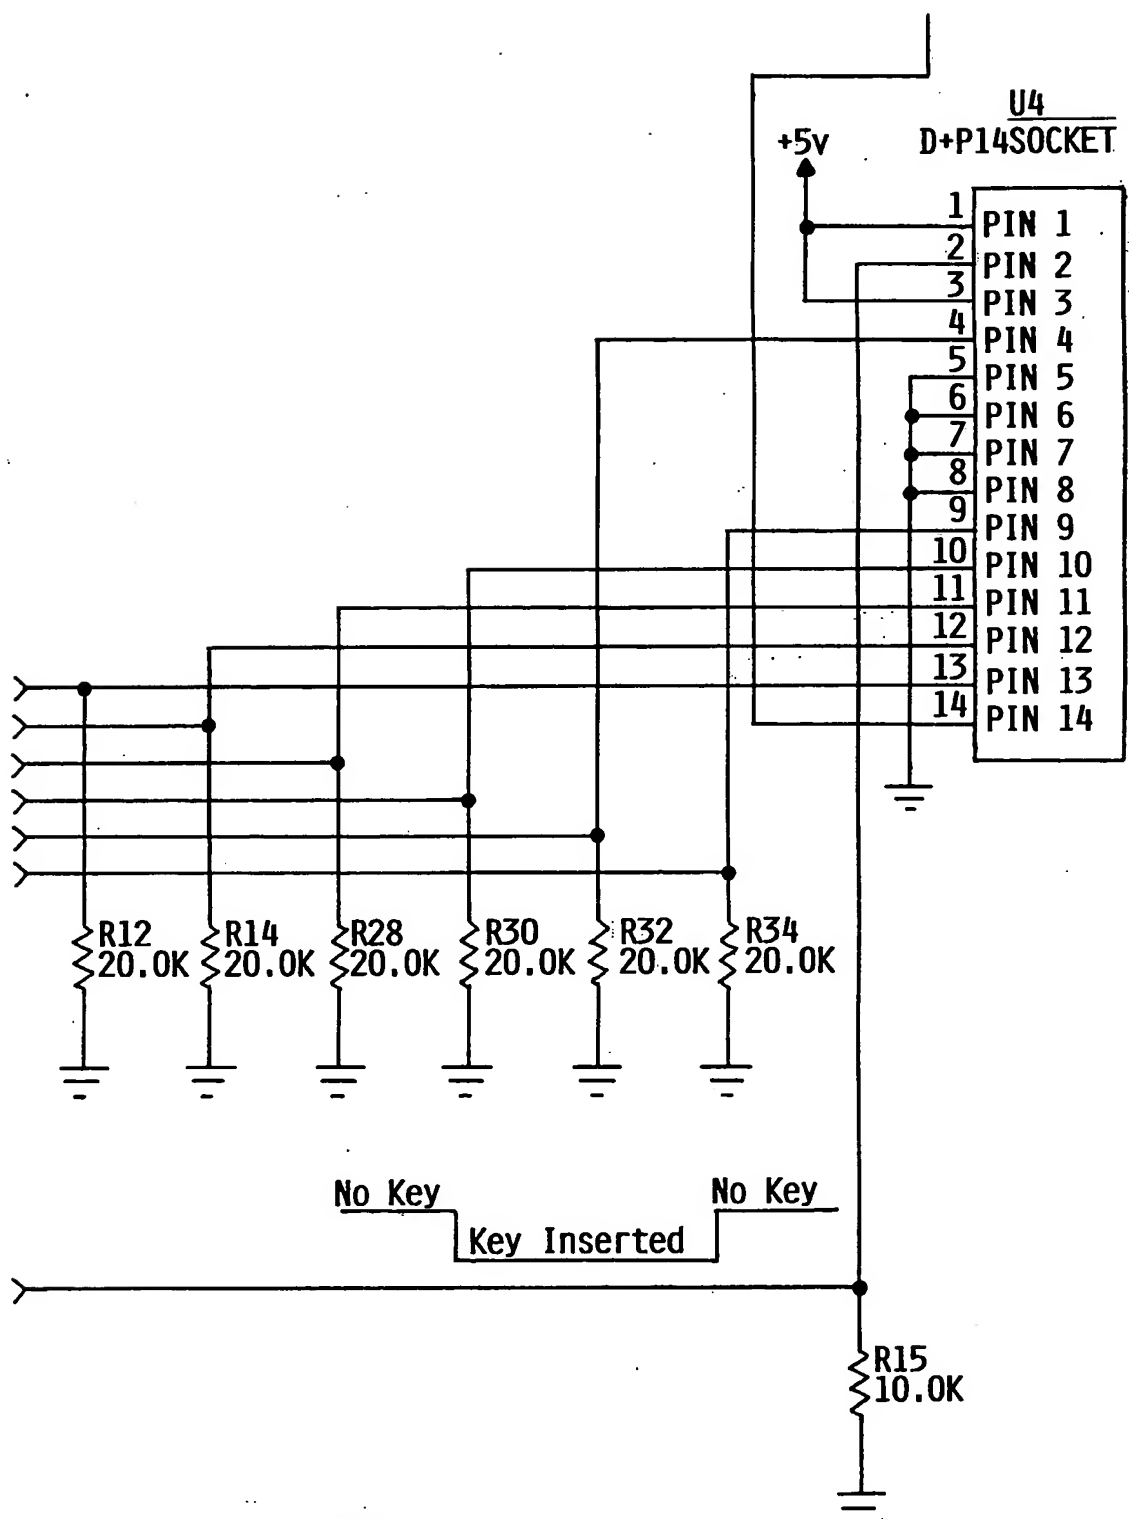 U4
D+P14SOCKET
+5v
1 PIN 1
2 PIN 2
3 PIN 3
4 PIN 4
5 PIN 5
6 PIN 6
7 PIN 7
8 PIN 8
9 PIN 9
10 PIN 10
11 PIN 11
12 PIN 12
13 PIN 13
14 PIN 14
R12
20.0K
R14
20.0K
R28
20.0K
R30
20.0K
R32
20.0K
R34
20.0K
No Key
Key Inserted
No Key
R15
10.0K